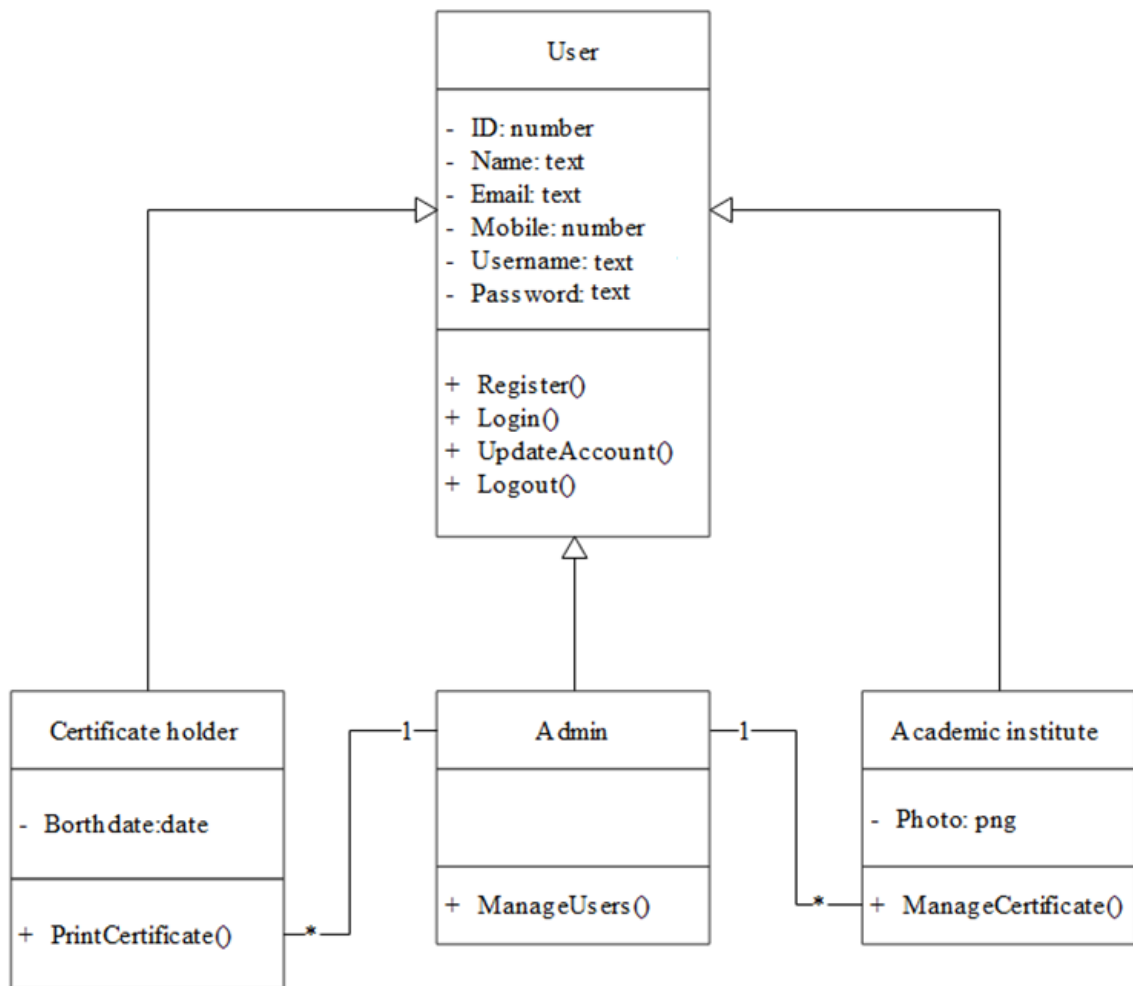 User
- ID: number
- Name: text
- Email: text
- Mobile: number
- Username: text
- Password: text
+ Register()
+ Login()
+ UpdateAccount()
+ Logout()
Certificate holder
- Borthdate:date
+ PrintCertificate()
*
1
Admin
+ ManageUsers()
1
*
Academic institute
- Photo: png
+ ManageCertificate()